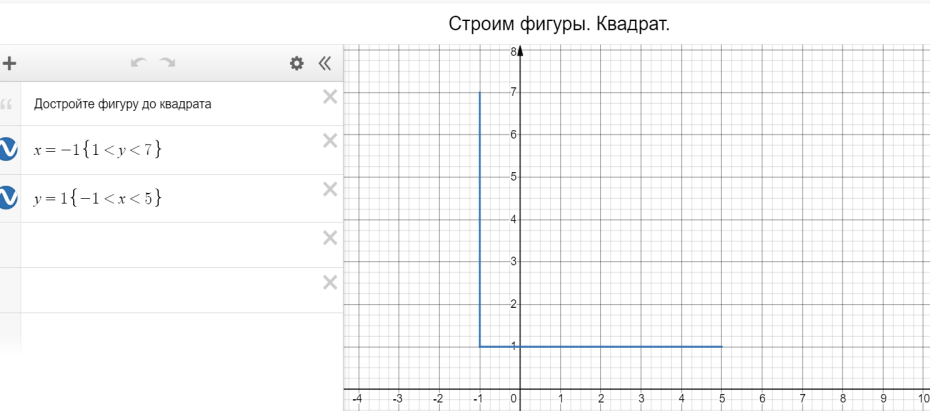 Строим фигуры. Квадрат.
Достройте фигуру до квадрата
x = −1{1 < y < 7}
y = 1{−1 < x < 5}
8
7
6
5
4
3
2
1
-4 -3 -2 -1 0 1 2 3 4 5 6 7 8 9 10